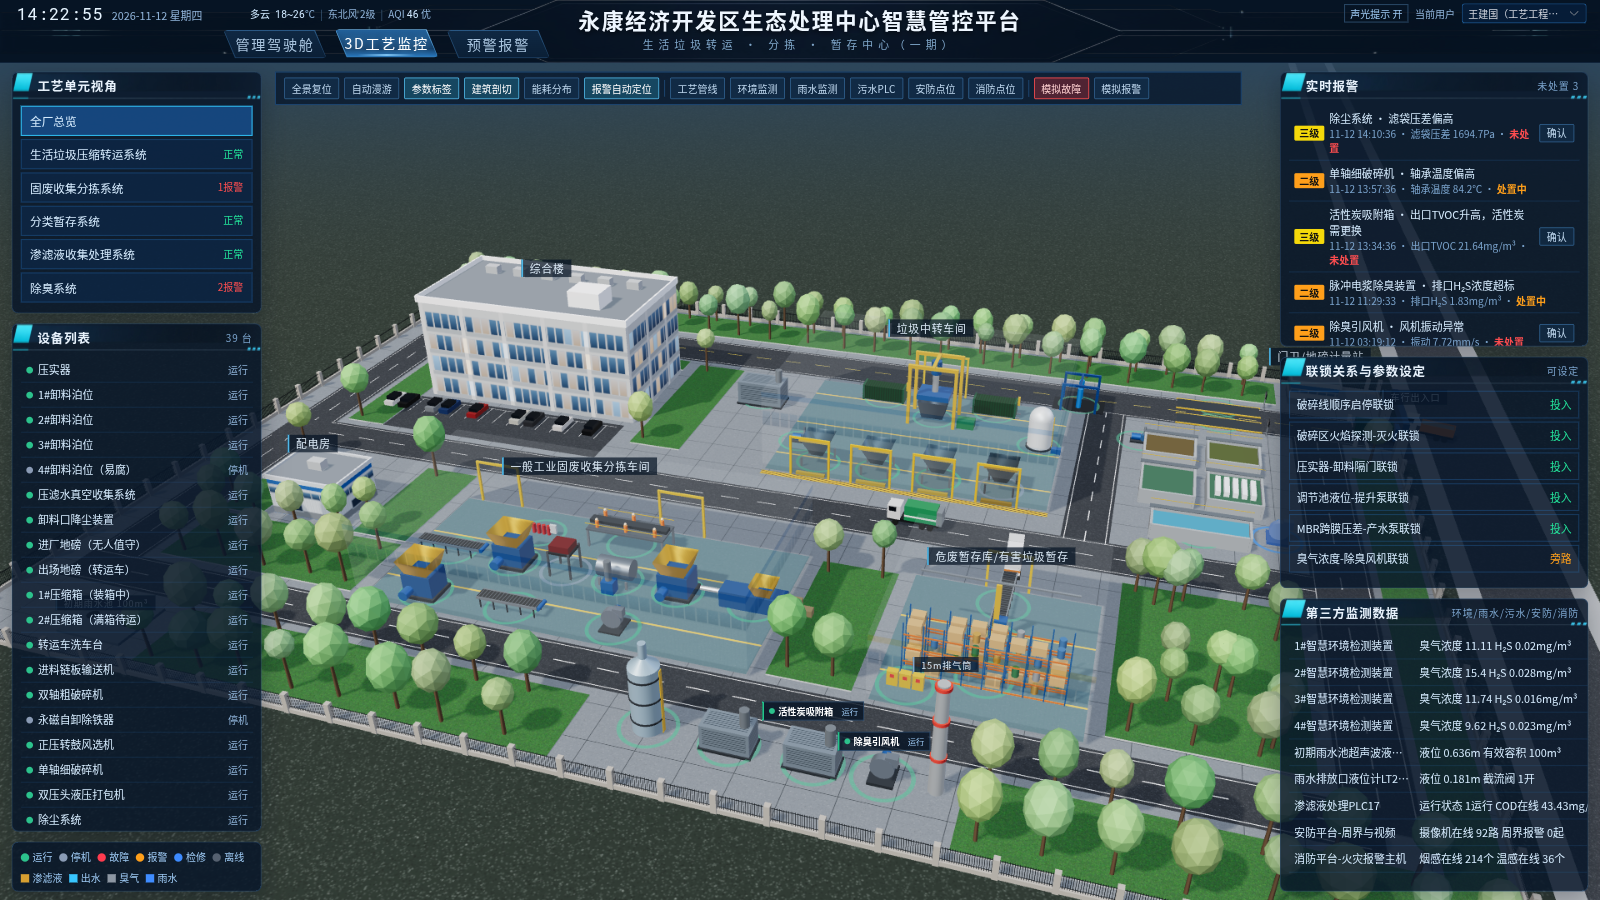 14:22:55 2026-11-12 星期四
多云 18~26°C 东北风2级 AQI 46 优
永康经济开发区生态处理中心智慧管控平台
生活垃圾转运 · 分拣 · 暂存中心（一期）
声光提示 开 当前用户 王建国（工艺工程…
管理驾驶舱 3D工艺监控 预警报警
工艺单元视角
全厂总览
生活垃圾压缩转运系统 正常
固废收集分拣系统 1报警
分类暂存系统 正常
渗滤液收集处理系统 正常
除臭系统 2报警
设备列表 39 台
压实器 运行
1#卸料泊位 运行
2#卸料泊位 运行
3#卸料泊位 运行
4#卸料泊位（易腐） 停机
压滤水真空收集系统 运行
卸料口降尘装置 运行
进厂地磅（无人值守） 运行
出场地磅（转运车） 运行
1#压缩箱（装箱中） 运行
2#压缩箱（满箱待运） 运行
转运车洗车台 运行
进料链板输送机 运行
双轴粗破碎机 运行
永磁自卸除铁器 停机
正压转鼓风选机 运行
单轴细破碎机 运行
双压头液压打包机 运行
除尘系统 运行
运行 停机 故障 报警 检修 离线
渗滤液 出水 臭气 雨水
全景复位 自动漫游 参数标签 建筑剖切 能耗分布 报警自动定位 工艺管线 环境监测 雨水监测 污水PLC 安防点位 消防点位 模拟故障 模拟报警
综合楼
垃圾中转车间
配电房
一般工业固废收集分拣车间
危废暂存库/有害垃圾暂存
15m排气筒
活性炭吸附箱 运行
除臭引风机 运行
门卫/地磅计量站
实时报警 未处置 3
三级 除尘系统 · 滤袋压差偏高
11-12 14:10:36 · 滤袋压差 1694.7Pa · 未处
置
确认
二级 单轴细破碎机 · 轴承温度偏高
11-12 13:57:36 · 轴承温度 84.2°C · 处置中
三级 活性炭吸附箱 · 出口TVOC升高，活性炭
需更换
11-12 13:34:36 · 出口TVOC 21.64mg/m³ ·
未处置
确认
二级 脉冲电浆除臭装置 · 排口H₂S浓度超标
11-12 11:29:33 · 排口H₂S 1.83mg/m³ · 处置中
二级 除臭引风机 · 风机振动异常
11-12 03:19:12 · 振动 7.72mm/s · 未处置
确认
联锁关系与参数设定 可设定
破碎线顺序启停联锁 投入
破碎区火焰探测-灭火联锁 投入
压实器-卸料隔门联锁 投入
调节池液位-提升泵联锁 投入
MBR跨膜压差-产水泵联锁 投入
臭气浓度-除臭风机联锁 旁路
第三方监测数据 环境/雨水/污水/安防/消防
1#智慧环境检测装置 臭气浓度 11.11 H₂S 0.02mg/m³
2#智慧环境检测装置 臭气浓度 15.4 H₂S 0.028mg/m³
3#智慧环境检测装置 臭气浓度 11.74 H₂S 0.016mg/m³
4#智慧环境检测装置 臭气浓度 9.62 H₂S 0.023mg/m³
初期雨水池超声波液… 液位 0.636m 有效容积 100m³
雨水排放口液位计LT2… 液位 0.181m 截流阀 1开
渗滤液处理PLC17 运行状态 1运行 COD在线 43.43mg/
安防平台-周界与视频 摄像机在线 92路 周界报警 0起
消防平台-火灾报警主机 烟感在线 214个 温感在线 36个